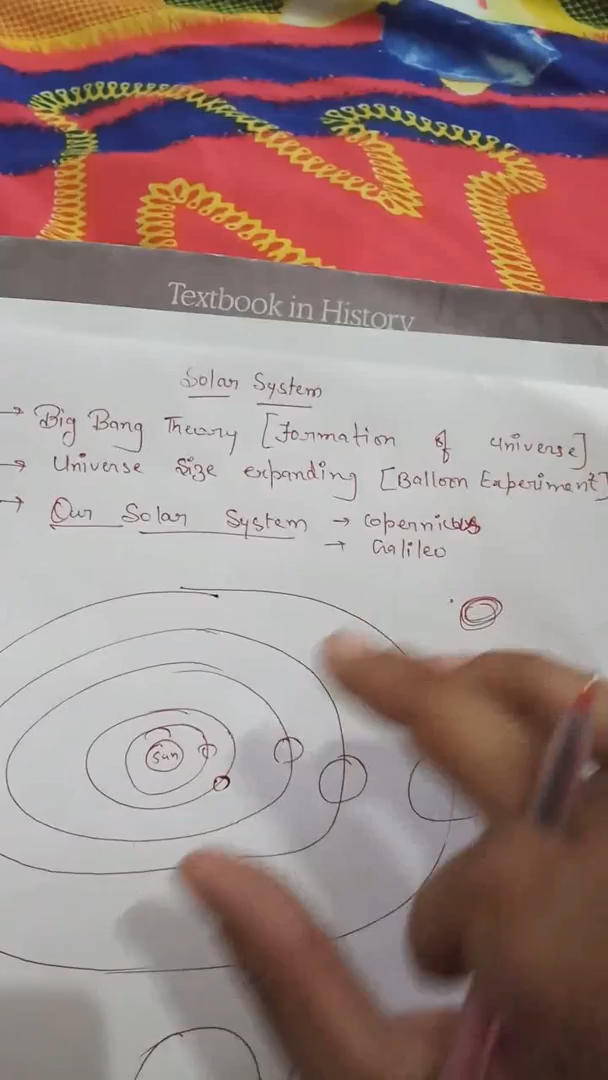 Textbook in History
Solar System
→ Big Bang Theory [Formation of universe]
→ Universe Size expanding [Balloon Experiment]
→ Our Solar System → Copernicus
→ Galileo
Sun